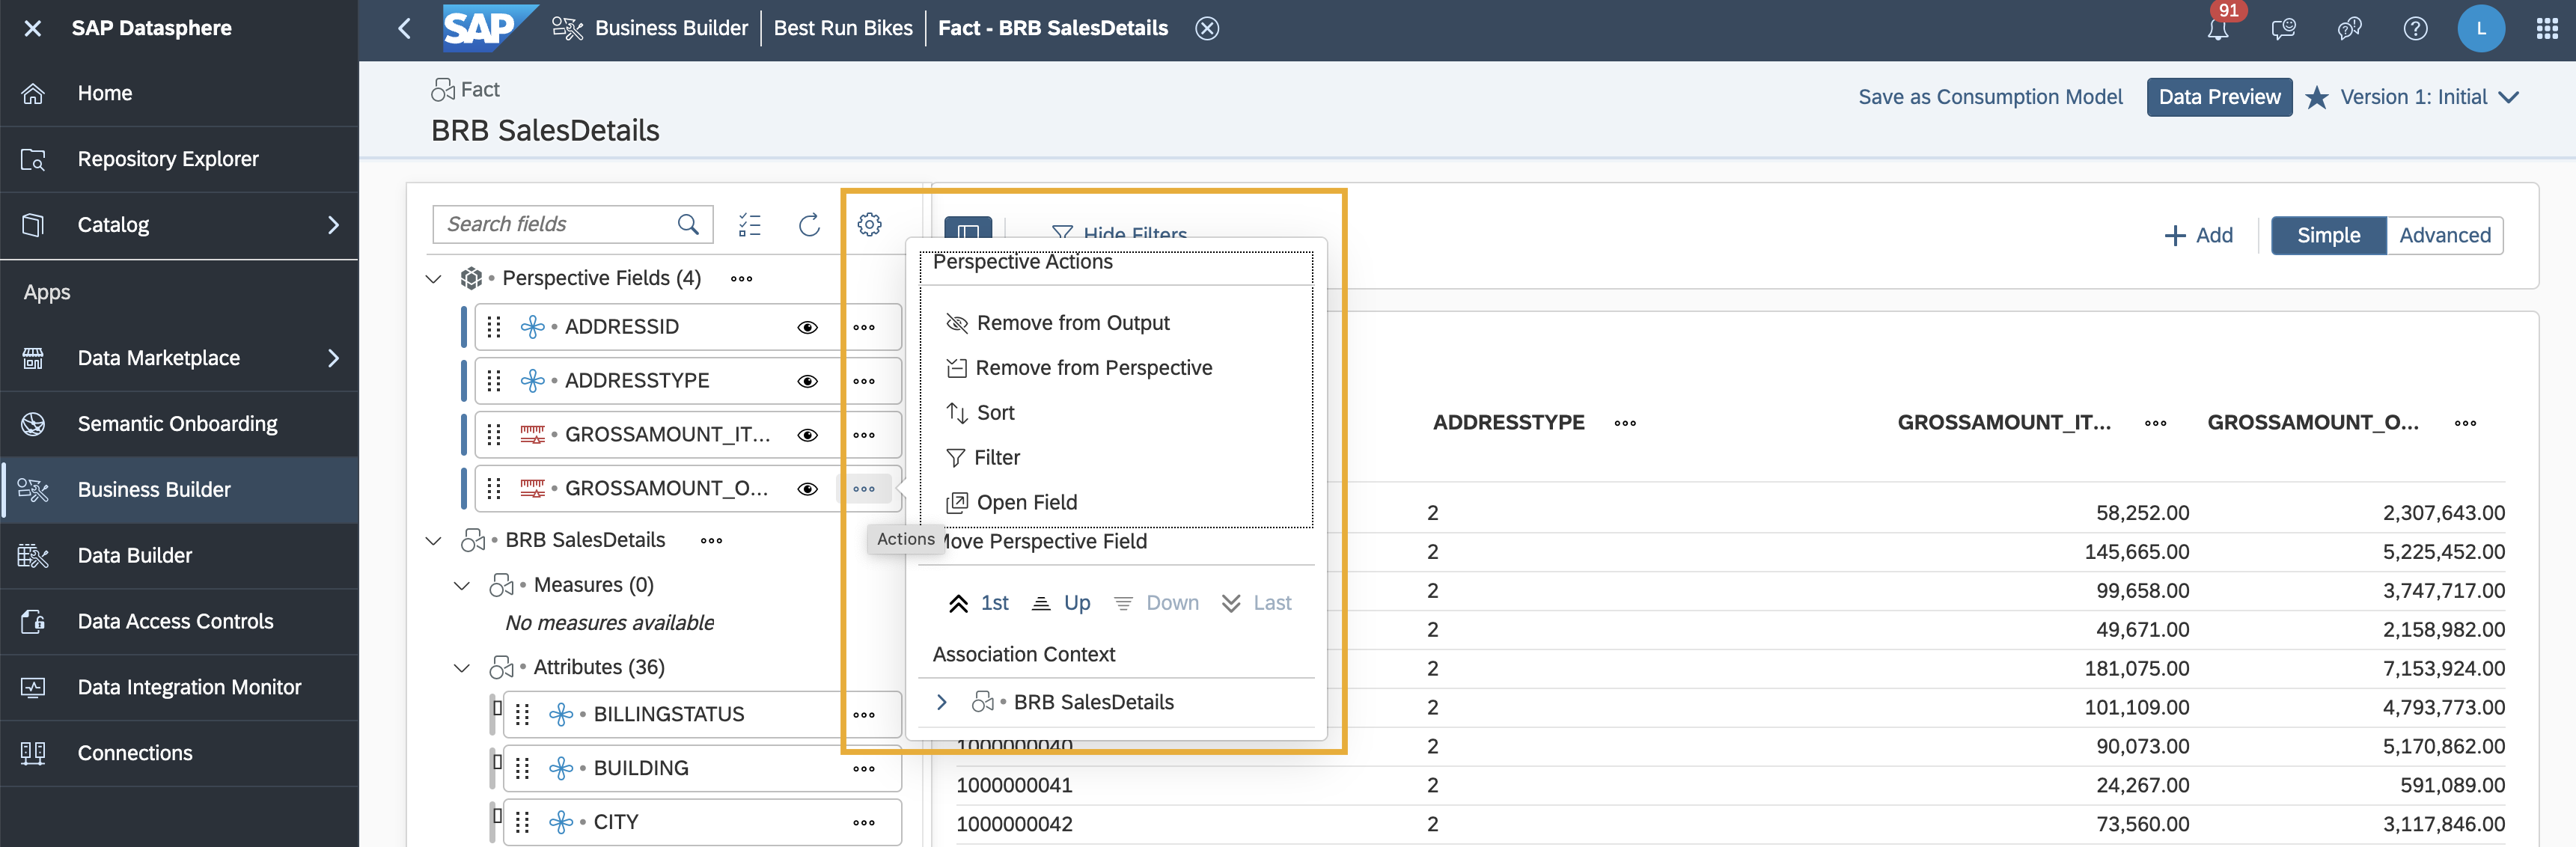 SAP Datasphere
Home
Repository Explorer
Catalog
Apps
Data Marketplace
Semantic Onboarding
Business Builder
Data Builder
Data Access Controls
Data Integration Monitor
Connections
SAP
Business Builder
Best Run Bikes
Fact - BRB SalesDetails
91
L
Fact
BRB SalesDetails
Save as Consumption Model
Data Preview
Version 1: Initial
Search fields
Perspective Fields (4)
ADDRESSID
ADDRESSTYPE
GROSSAMOUNT_IT...
GROSSAMOUNT_O...
BRB SalesDetails
Measures (0)
No measures available
Attributes (36)
BILLINGSTATUS
BUILDING
CITY
Actions
Hide Filters
Add
Simple
Advanced
Perspective Actions
Remove from Output
Remove from Perspective
Sort
Filter
Open Field
Move Perspective Field
1st Up Down Last
Association Context
BRB SalesDetails
ADDRESSTYPE GROSSAMOUNT_IT... GROSSAMOUNT_O...
2 58,252.00 2,307,643.00
2 145,665.00 5,225,452.00
2 99,658.00 3,747,717.00
2 49,671.00 2,158,982.00
2 181,075.00 7,153,924.00
2 101,109.00 4,793,773.00
1000000040 2 90,073.00 5,170,862.00
1000000041 2 24,267.00 591,089.00
1000000042 2 73,560.00 3,117,846.00